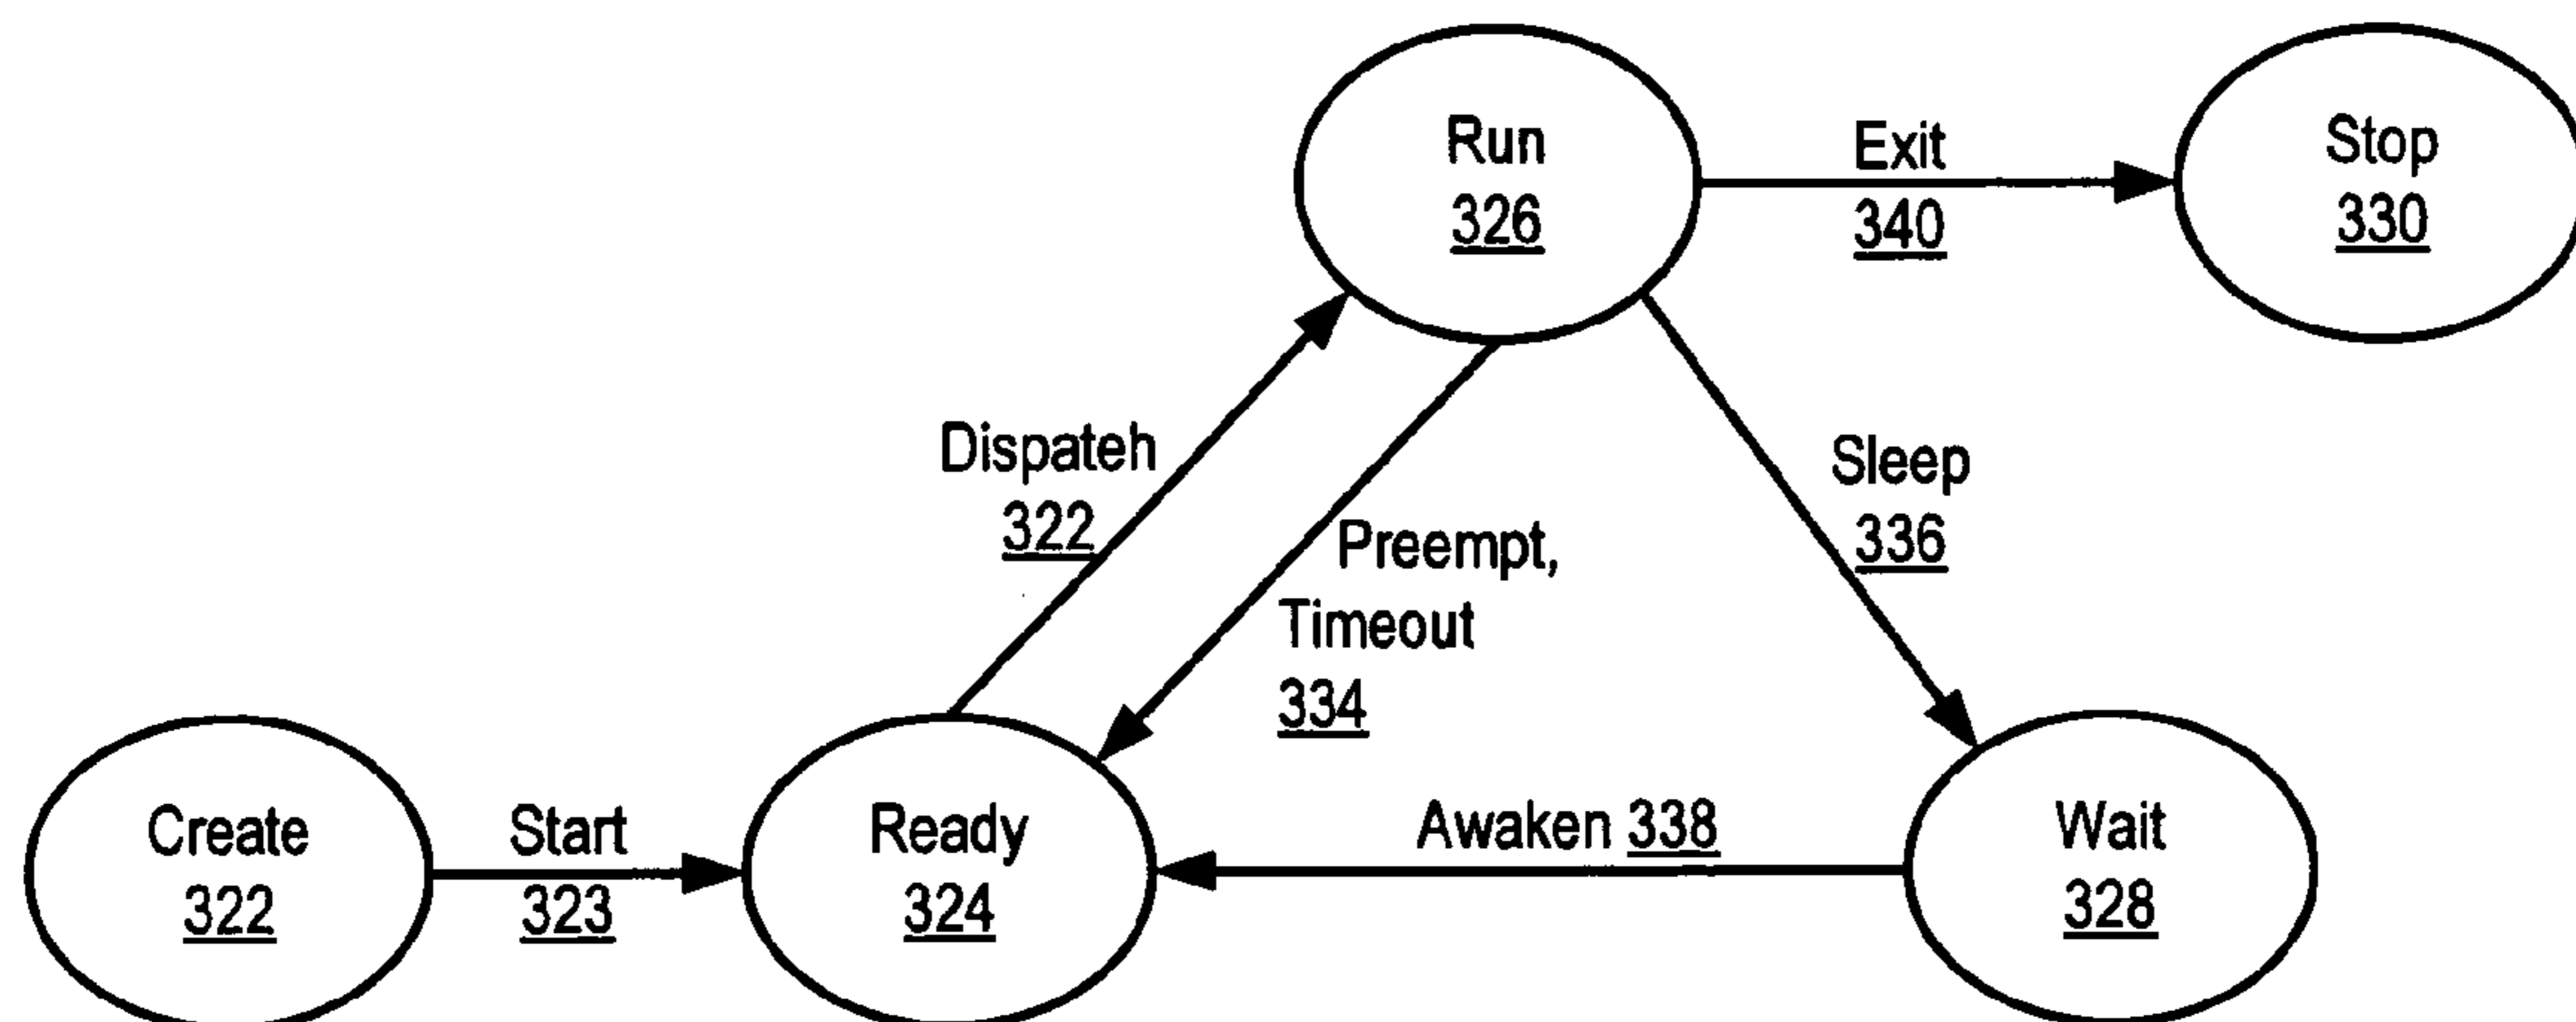 Run
326
Exit
340
Stop
330
Dispateh
322
Sleep
336
Preempt,
Timeout
334
Create
322
Start
323
Ready
324
Awaken 338
Wait
328